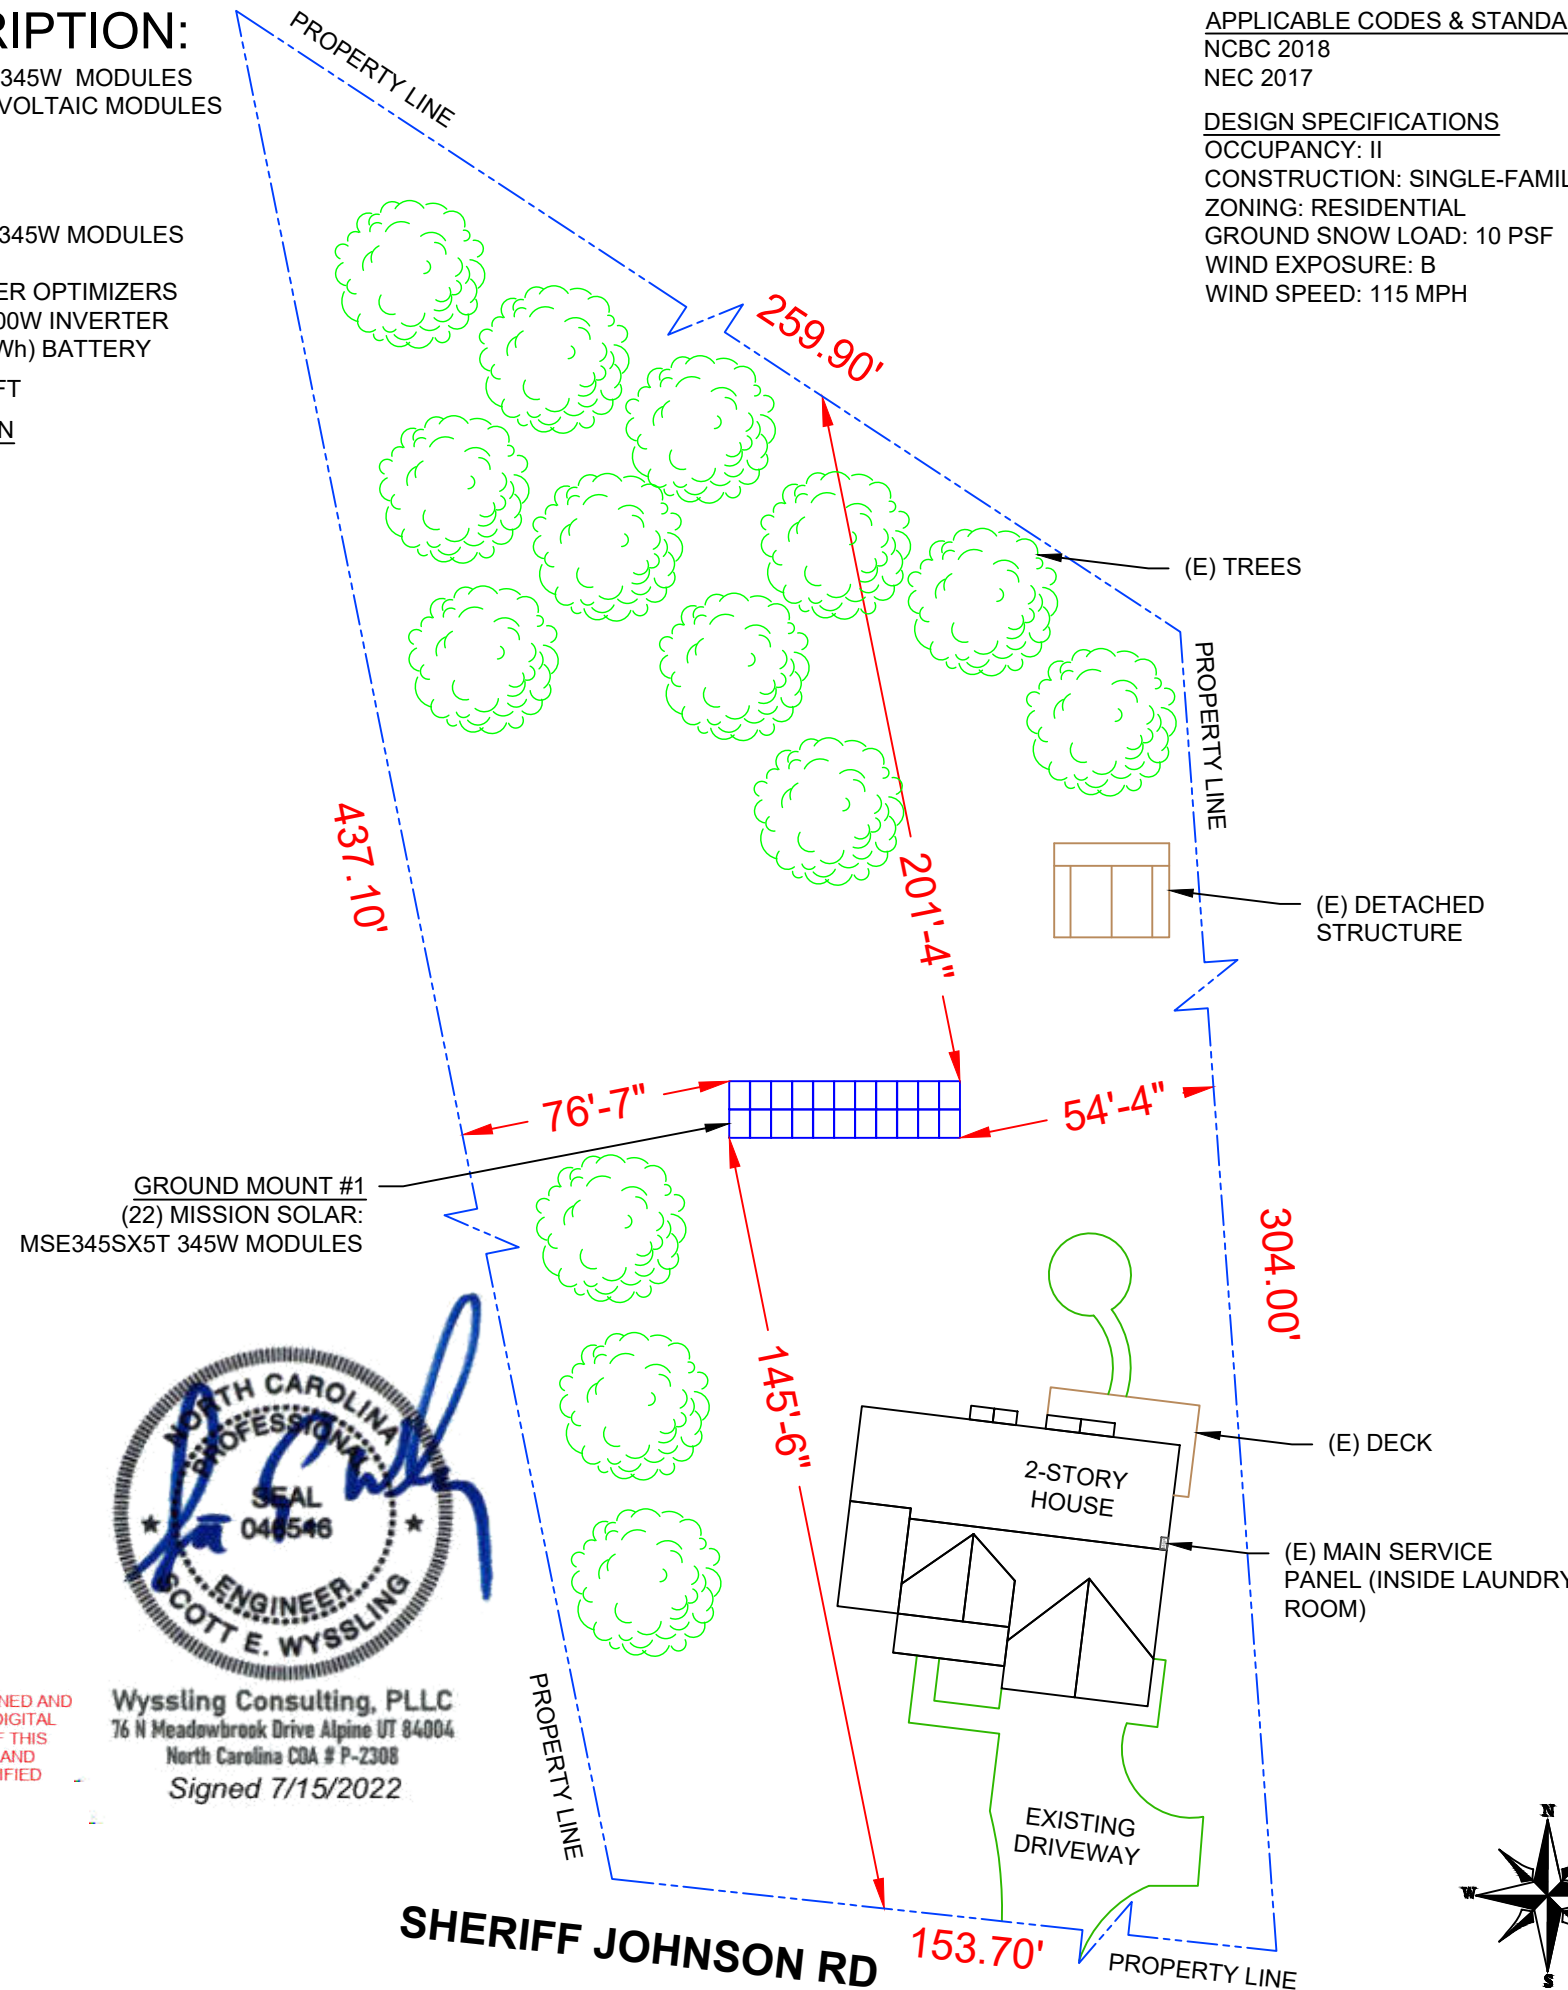 RIPTION:
345W MODULES
VOLTAIC MODULES
345W MODULES
ER OPTIMIZERS
00W INVERTER
Wh) BATTERY
FT
N
APPLICABLE CODES & STANDA
NCBC 2018
NEC 2017
DESIGN SPECIFICATIONS
OCCUPANCY: II
CONSTRUCTION: SINGLE-FAMIL
ZONING: RESIDENTIAL
GROUND SNOW LOAD: 10 PSF
WIND EXPOSURE: B
WIND SPEED: 115 MPH
PROPERTY LINE
259.90'
(E) TREES
PROPERTY LINE
437.10'
201'-4"
(E) DETACHED
STRUCTURE
76'-7"
54'-4"
GROUND MOUNT #1
(22) MISSION SOLAR:
MSE345SX5T 345W MODULES
304.00'
145'-6"
2-STORY
HOUSE
(E) DECK
(E) MAIN SERVICE
PANEL (INSIDE LAUNDRY
ROOM)
NORTH CAROLINA
PROFESSIONAL
SEAL
046546
ENGINEER
SCOTT E. WYSSLING
Wyssling Consulting, PLLC
76 N Meadowbrook Drive Alpine UT 84004
North Carolina COA # P-2308
Signed 7/15/2022
NED AND
DIGITAL
F THIS
AND
IFIED
PROPERTY LINE
EXISTING
DRIVEWAY
SHERIFF JOHNSON RD
153.70'
PROPERTY LINE
N
W
S